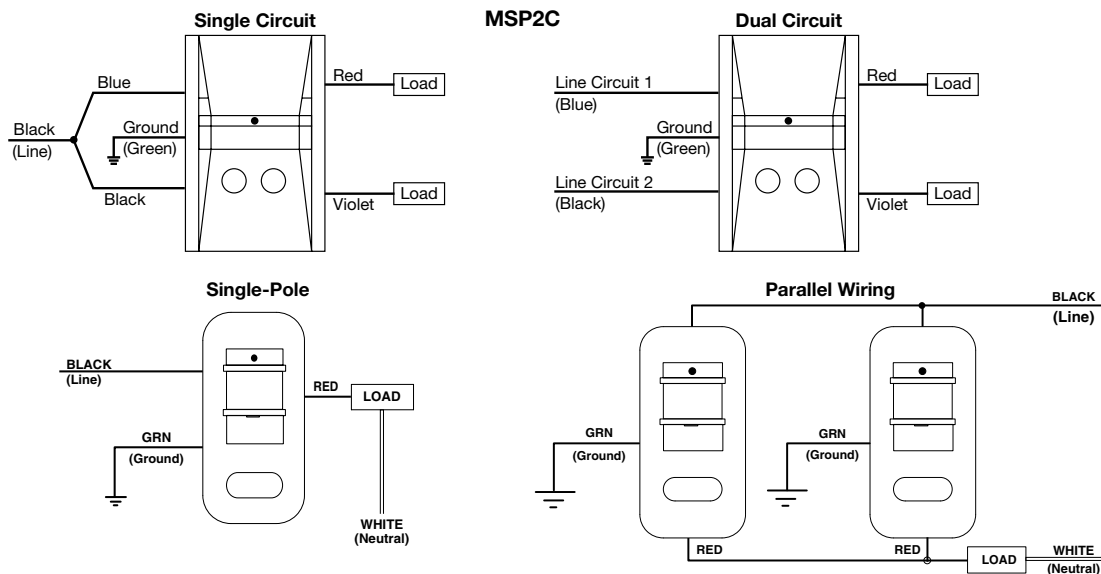 MSP2C
Single Circuit
Blue
Black
(Line)
Ground
(Green)
Black
Red
Load
Violet
Load
Dual Circuit
Line Circuit 1
(Blue)
Ground
(Green)
Line Circuit 2
(Black)
Red
Load
Violet
Load
Single-Pole
BLACK
(Line)
GRN
(Ground)
RED
LOAD
WHITE
(Neutral)
Parallel Wiring
BLACK
(Line)
GRN
(Ground)
GRN
(Ground)
RED
RED
LOAD
WHITE
(Neutral)